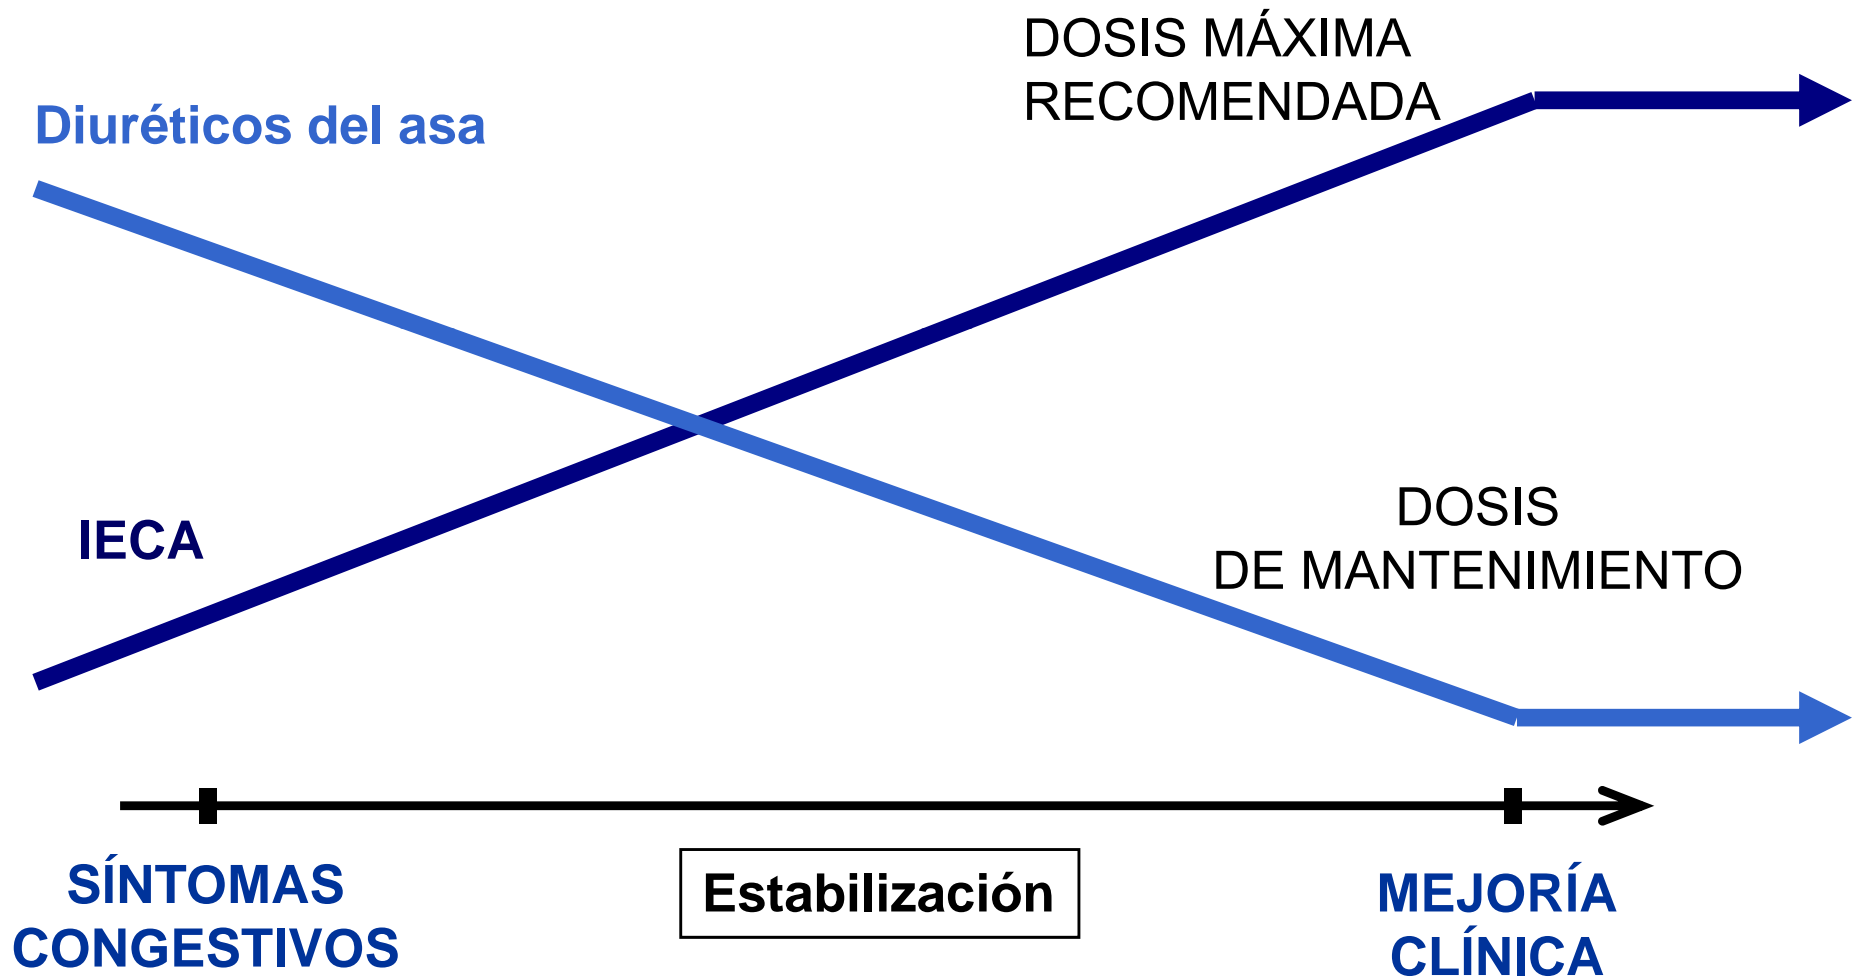 DOSIS MÁXIMA
RECOMENDADA
Diuréticos del asa
IECA
DOSIS
DE MANTENIMIENTO
SÍNTOMAS
CONGESTIVOS
Estabilización
MEJORÍA
CLÍNICA